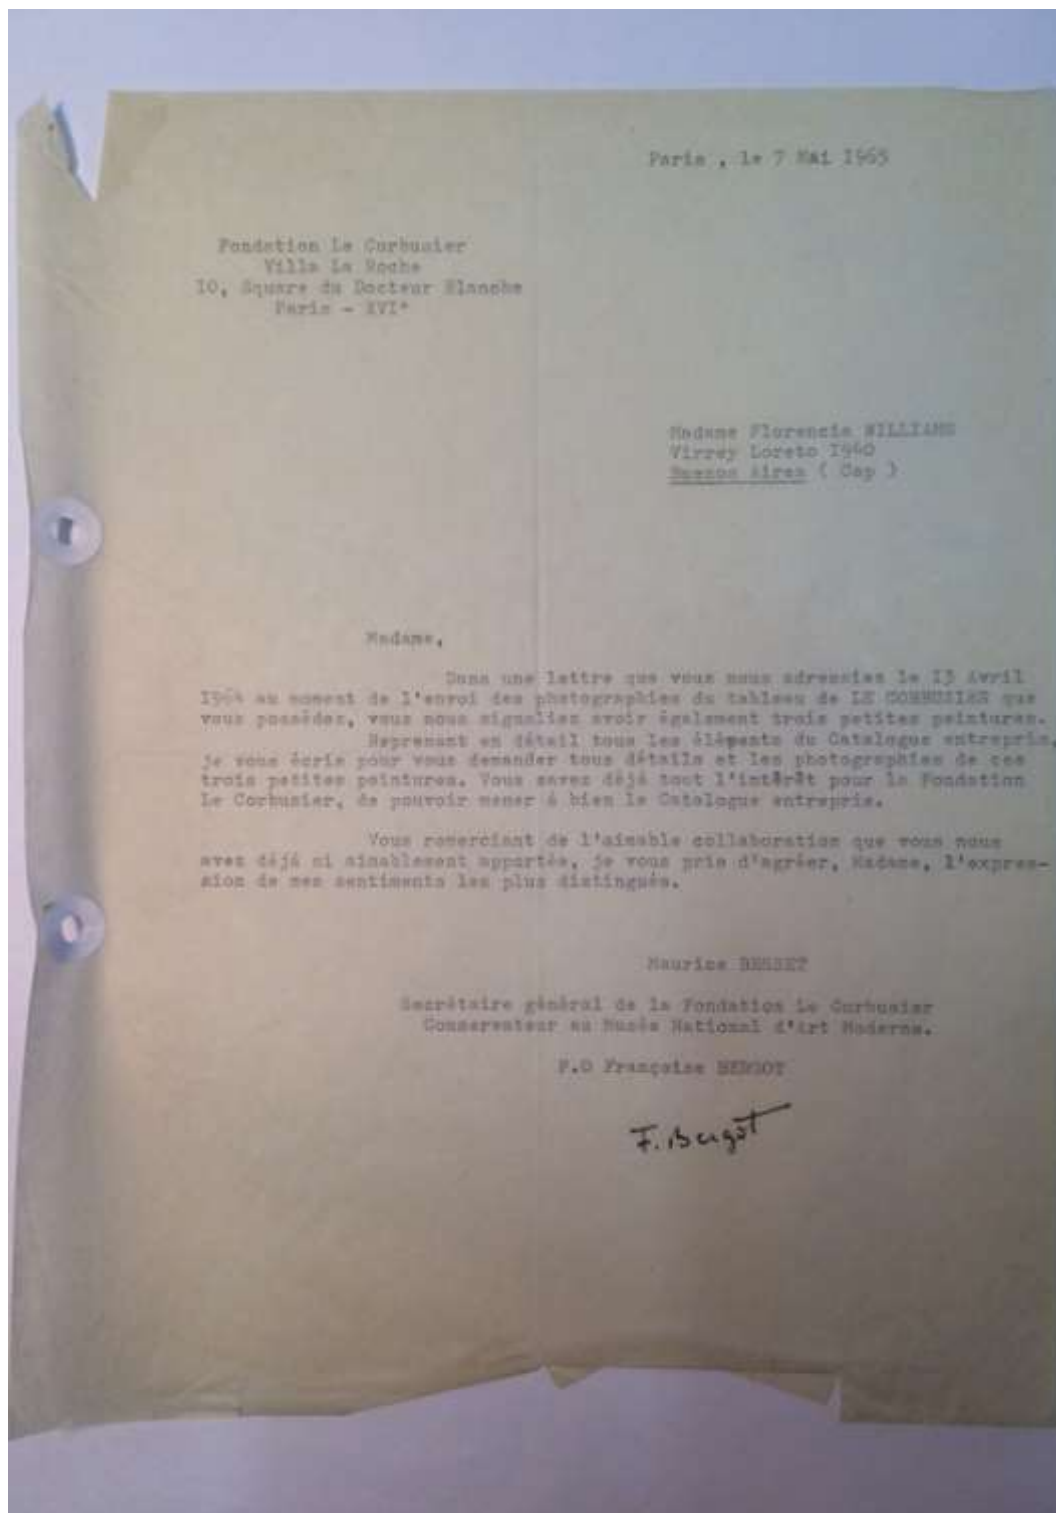 Paris , le 7 Mai 1965
Fondation Le Corbusier
Villa La Roche
10, Square du Docteur Blanche
Paris - XVI°
Madame Florencia WILLIAMS
Virrey Loreto 1940
Buenos Aires ( Cap )
Madame,
Dans une lettre que vous nous adressiez le 13 Avril
1964 au moment de l'envoi des photographies du tableau de LE CORBUSIER que
vous possédez, vous nous signaliez avoir également trois petites peintures.
Reprenant en détail tous les éléments du Catalogue entrepris,
je vous écris pour vous demander tous détails et les photographies de ces
trois petites peintures. Vous savez déjà tout l'intérêt pour la Fondation
Le Corbusier, de pouvoir mener à bien le Catalogue entrepris.
Vous remerciant de l'aimable collaboration que vous nous
avez déjà si aimablement apportée, je vous prie d'agréer, Madame, l'expres-
sion de mes sentiments les plus distingués.
Maurice BESSET
Secrétaire général de la Fondation Le Corbusier
Conservateur au Musée National d'Art Moderne.
P.O Françoise BERGOT
F. Bergot